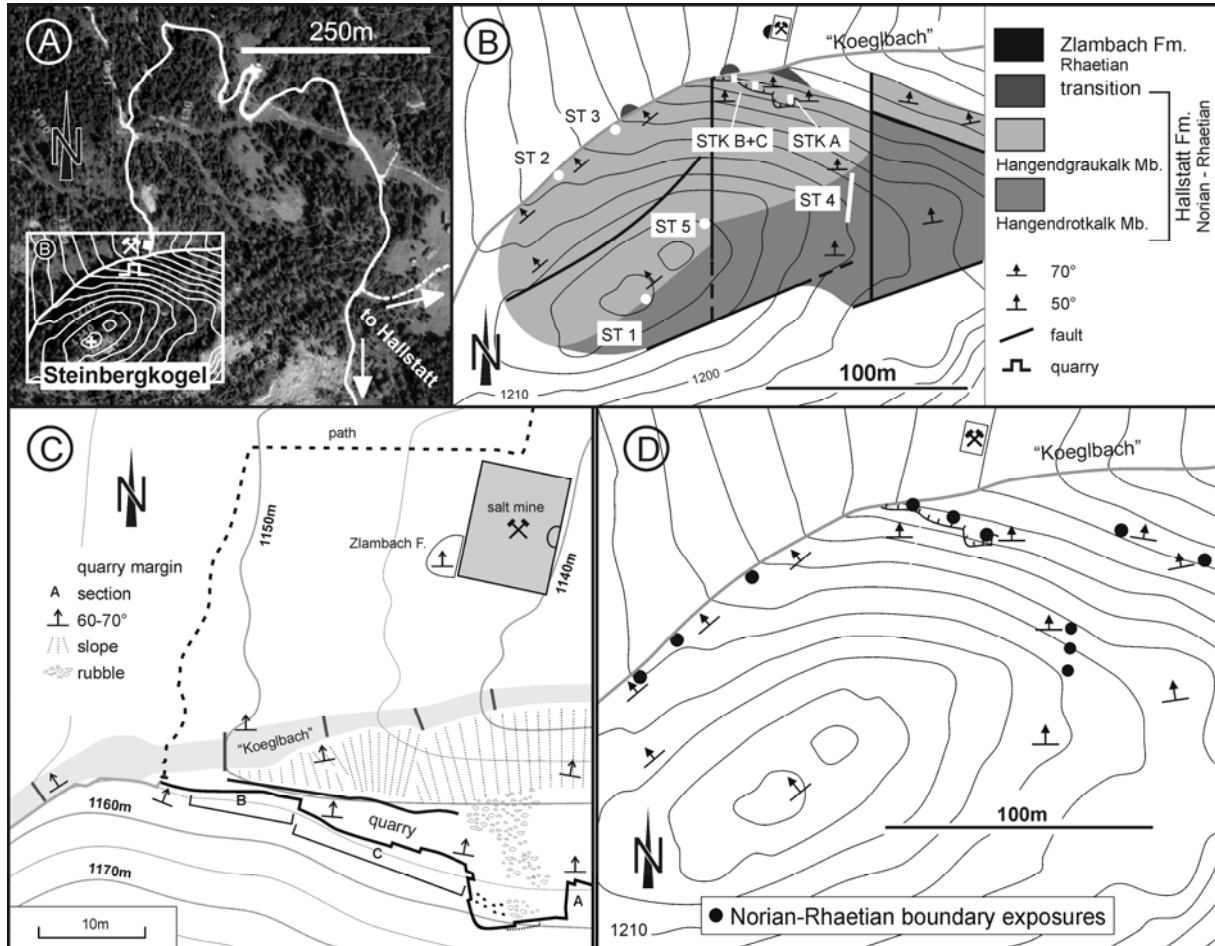 A
250m
N
B
Steinbergkogel
to Hallstatt
B
"Koeglbach"
ST 3
STK B+C
STK A
ST 2
ST 4
ST 5
ST 1
N
1210
1200
100m
Zlambach Fm.
Rhaetian
transition
Hangendgraukalk Mb.
Hangendrotkalk Mb.
Hallstatt Fm.
Norian - Rhaetian
70°
50°
fault
quarry
C
N
path
1150m
salt mine
Zlambach F.
1140m
quarry margin
A section
60-70°
slope
rubble
"Koeglbach"
1160m
B
quarry
C
1170m
A
10m
D
"Koeglbach"
N
100m
1210
Norian-Rhaetian boundary exposures